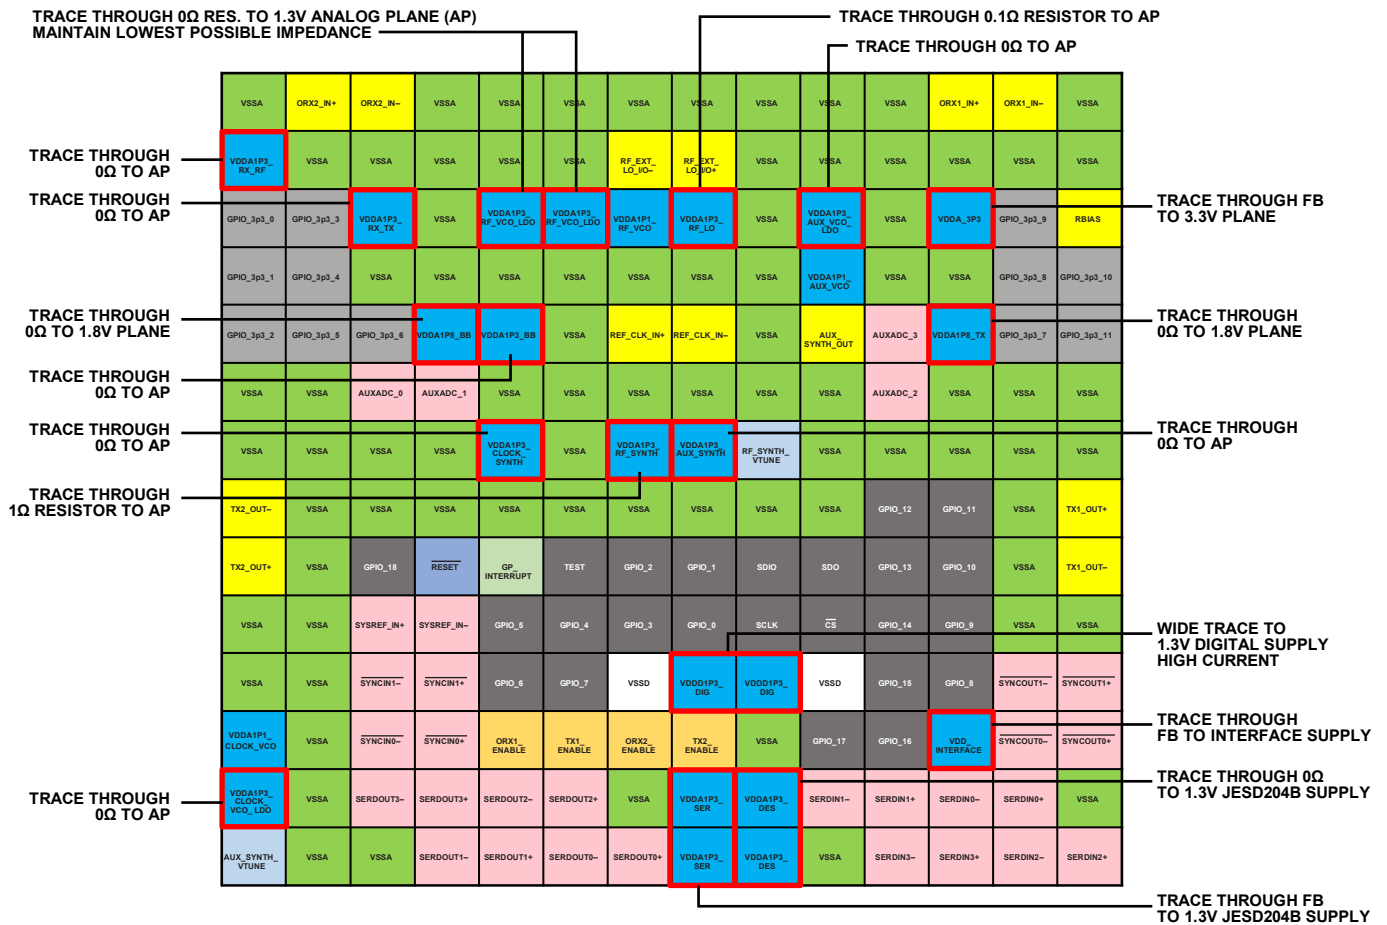 TRACE THROUGH 0Ω RES. TO 1.3V ANALOG PLANE (AP)
MAINTAIN LOWEST POSSIBLE IMPEDANCE
TRACE THROUGH 0.1Ω RESISTOR TO AP
TRACE THROUGH 0Ω TO AP
VSSA ORX2_IN+ ORX2_IN– VSSA VSSA VSSA VSSA VSSA VSSA VSSA VSSA ORX1_IN+ ORX1_IN– VSSA
TRACE THROUGH
0Ω TO AP
VDDA1P3_
RX_RF
VSSA VSSA VSSA VSSA VSSA
RF_EXT_
LO_I/O–
RF_EXT_
LO_I/O+
VSSA VSSA VSSA VSSA VSSA VSSA
TRACE THROUGH
0Ω TO AP
GPIO_3p3_0 GPIO_3p3_3
VDDA1P3_
RX_TX
VSSA
VDDA1P3_
RF_VCO_LDO
VDDA1P3_
RF_VCO_LDO
VDDA1P1_
RF_VCO
VDDA1P3_
RF_LO
VSSA
VDDA1P3_
AUX_VCO_
LDO
VSSA VDDA_3P3 GPIO_3p3_9 RBIAS
TRACE THROUGH FB
TO 3.3V PLANE
GPIO_3p3_1 GPIO_3p3_4 VSSA VSSA VSSA VSSA VSSA VSSA VSSA
VDDA1P1_
AUX_VCO
VSSA VSSA GPIO_3p3_8 GPIO_3p3_10
TRACE THROUGH
0Ω TO 1.8V PLANE
GPIO_3p3_2 GPIO_3p3_5 GPIO_3p3_6 VDDA1P8_BB VDDA1P3_BB VSSA REF_CLK_IN+ REF_CLK_IN– VSSA
AUX_
SYNTH_OUT
AUXADC_3 VDDA1P8_TX GPIO_3p3_7 GPIO_3p3_11
TRACE THROUGH
0Ω TO 1.8V PLANE
TRACE THROUGH
0Ω TO AP
VSSA VSSA AUXADC_0 AUXADC_1 VSSA VSSA VSSA VSSA VSSA VSSA AUXADC_2 VSSA VSSA VSSA
TRACE THROUGH
0Ω TO AP
VSSA VSSA VSSA VSSA
VDDA1P3_
CLOCK_
SYNTH
VSSA
VDDA1P3_
RF_SYNTH
VDDA1P3_
AUX_SYNTH
RF_SYNTH_
VTUNE
VSSA VSSA VSSA VSSA VSSA
TRACE THROUGH
0Ω TO AP
TRACE THROUGH
1Ω RESISTOR TO AP
TX2_OUT– VSSA VSSA VSSA VSSA VSSA VSSA VSSA VSSA VSSA GPIO_12 GPIO_11 VSSA TX1_OUT+
TX2_OUT+ VSSA GPIO_18 RESET
GP_
INTERRUPT
TEST GPIO_2 GPIO_1 SDIO SDO GPIO_13 GPIO_10 VSSA TX1_OUT–
VSSA VSSA SYSREF_IN+ SYSREF_IN– GPIO_5 GPIO_4 GPIO_3 GPIO_0 SCLK CS GPIO_14 GPIO_9 VSSA VSSA
WIDE TRACE TO
1.3V DIGITAL SUPPLY
HIGH CURRENT
VSSA VSSA SYNCIN1– SYNCIN1+ GPIO_6 GPIO_7 VSSD
VDDD1P3_
DIG
VDDD1P3_
DIG
VSSD GPIO_15 GPIO_8 SYNCOUT1– SYNCOUT1+
VDDA1P1_
CLOCK_VCO
VSSA SYNCIN0– SYNCIN0+
ORX1_
ENABLE
TX1_
ENABLE
ORX2_
ENABLE
TX2_
ENABLE
VSSA GPIO_17 GPIO_16
VDD_
INTERFACE
SYNCOUT0– SYNCOUT0+
TRACE THROUGH
FB TO INTERFACE SUPPLY
TRACE THROUGH
0Ω TO AP
VDDA1P3_
CLOCK_
VCO_LDO
VSSA SERDOUT3– SERDOUT3+ SERDOUT2– SERDOUT2+ VSSA
VDDA1P3_
SER
VDDA1P3_
DES
SERDIN1– SERDIN1+ SERDIN0– SERDIN0+ VSSA
TRACE THROUGH 0Ω
TO 1.3V JESD204B SUPPLY
AUX_SYNTH_
VTUNE
VSSA VSSA SERDOUT1– SERDOUT1+ SERDOUT0– SERDOUT0+
VDDA1P3_
SER
VDDA1P3_
DES
VSSA SERDIN3– SERDIN3+ SERDIN2– SERDIN2+
TRACE THROUGH FB
TO 1.3V JESD204B SUPPLY